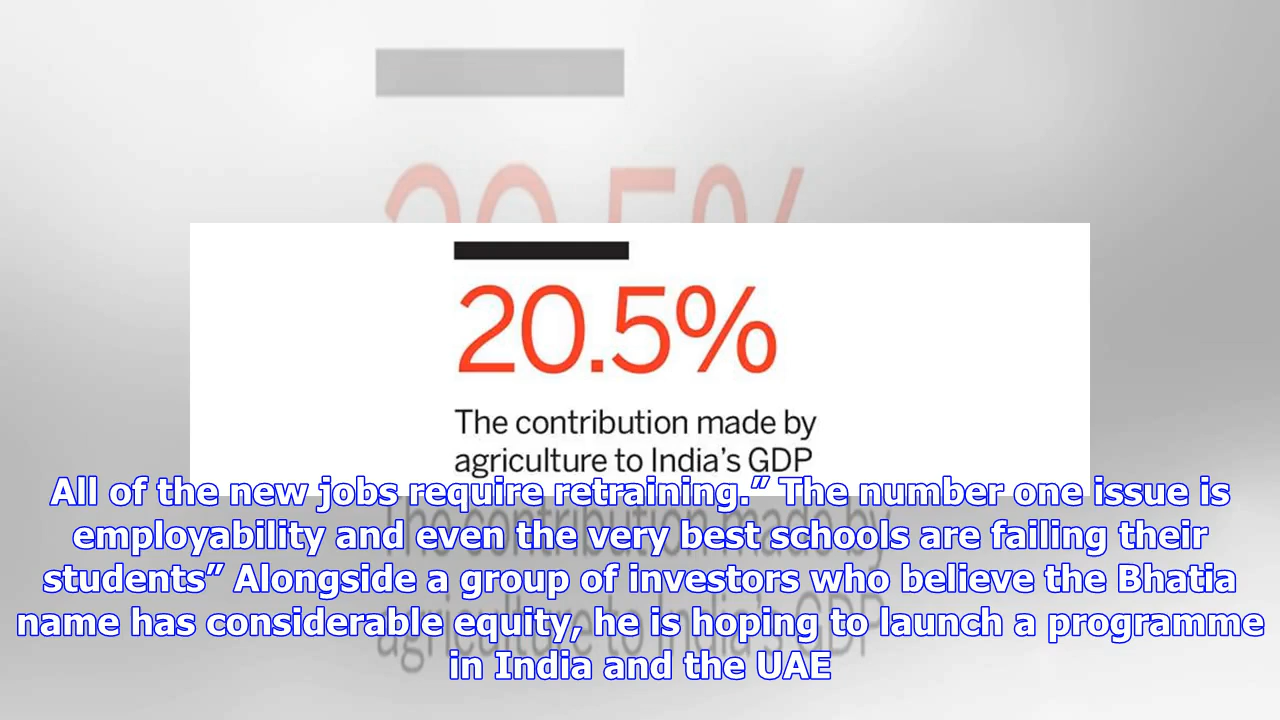 20.5%
The contribution made by
agriculture to India's GDP
All of the new jobs require retraining.” The number one issue is
employability and even the very best schools are failing their
students” Alongside a group of investors who believe the Bhatia
name has considerable equity, he is hoping to launch a programme
in India and the UAE